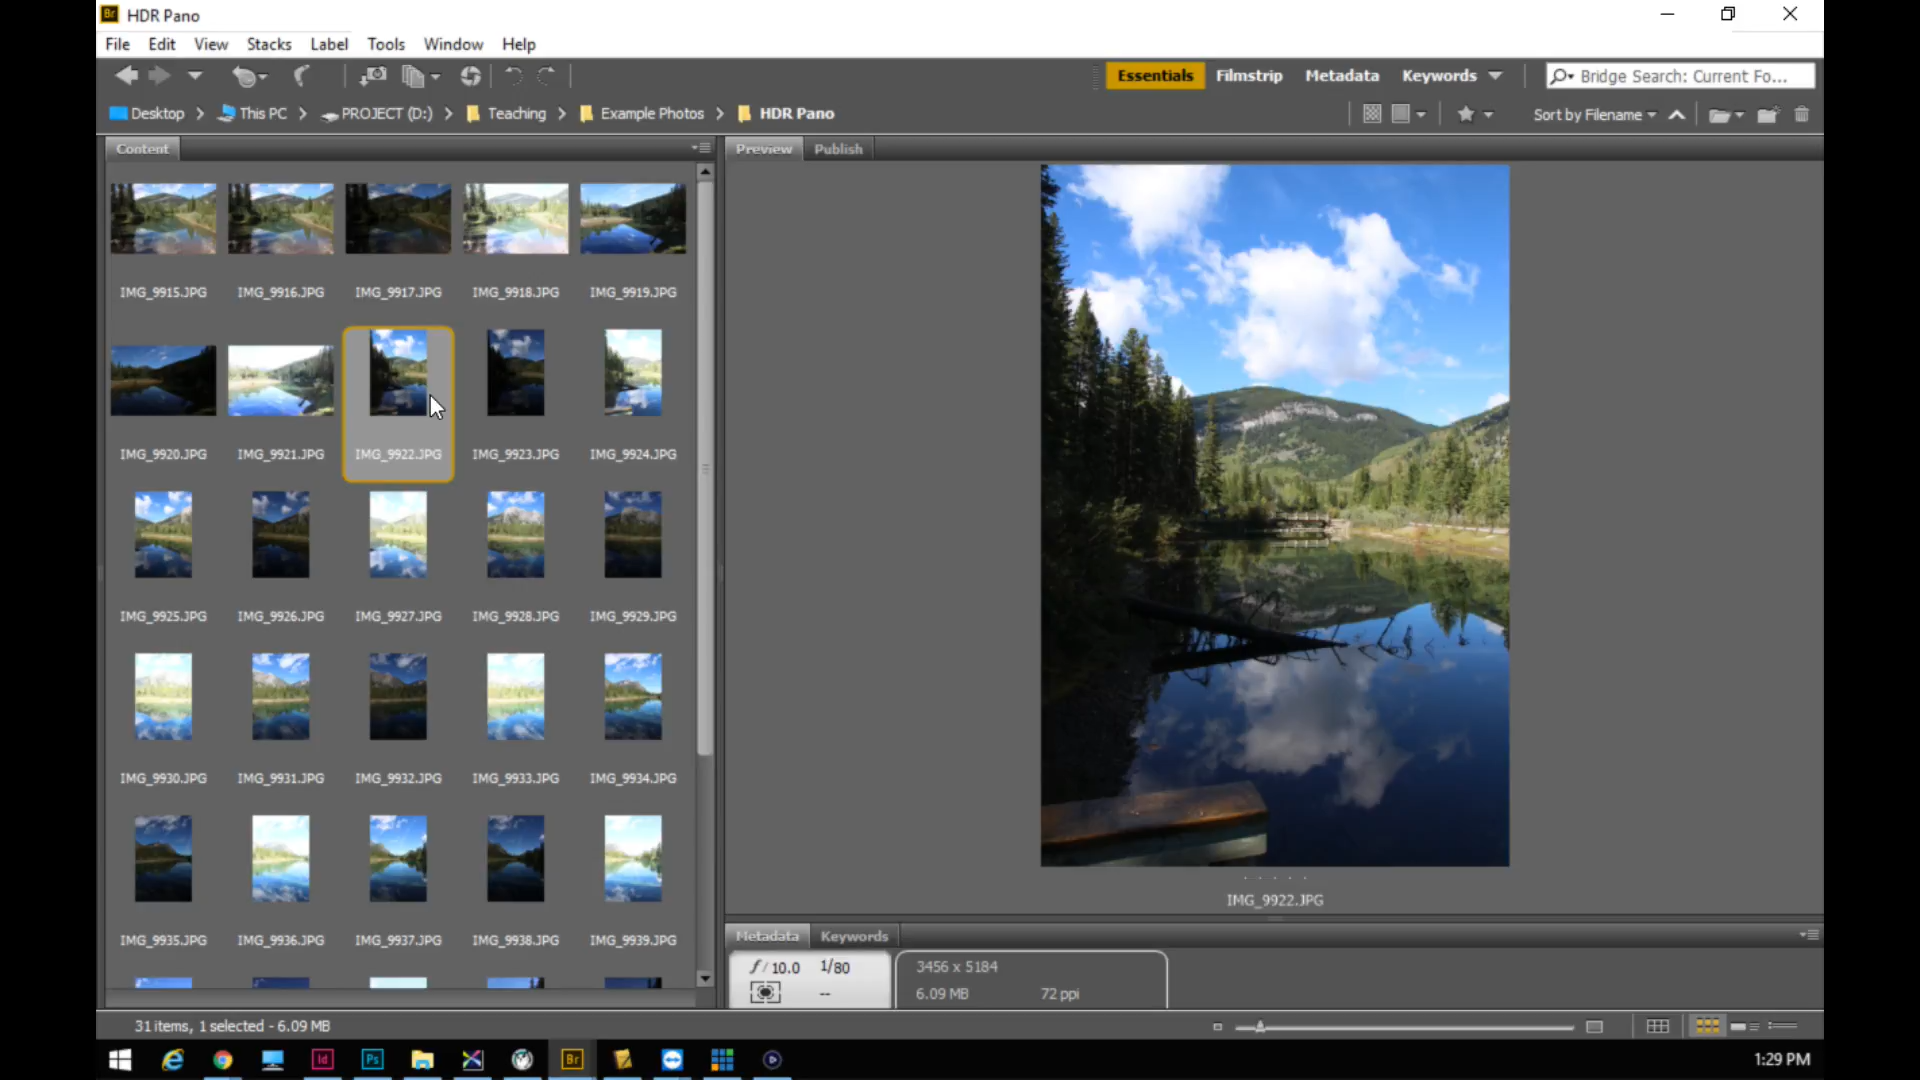 Br HDR Pano
File Edit View Stacks Label Tools Window Help
Essentials Filmstrip Metadata Keywords Bridge Search: Current Fo...
Desktop This PC PROJECT (D:) Teaching Example Photos HDR Pano Sort by Filename
Content
Preview Publish
IMG_9915.JPG IMG_9916.JPG IMG_9917.JPG IMG_9918.JPG IMG_9919.JPG
IMG_9920.JPG IMG_9921.JPG IMG_9922.JPG IMG_9923.JPG IMG_9924.JPG
IMG_9925.JPG IMG_9926.JPG IMG_9927.JPG IMG_9928.JPG IMG_9929.JPG
IMG_9930.JPG IMG_9931.JPG IMG_9932.JPG IMG_9933.JPG IMG_9934.JPG
IMG_9935.JPG IMG_9936.JPG IMG_9937.JPG IMG_9938.JPG IMG_9939.JPG
IMG_9922.JPG
Metadata Keywords
f/10.0 1/80
--
3456 x 5184
6.09 MB 72 ppi
31 items, 1 selected - 6.09 MB
Id Ps Br
1:29 PM